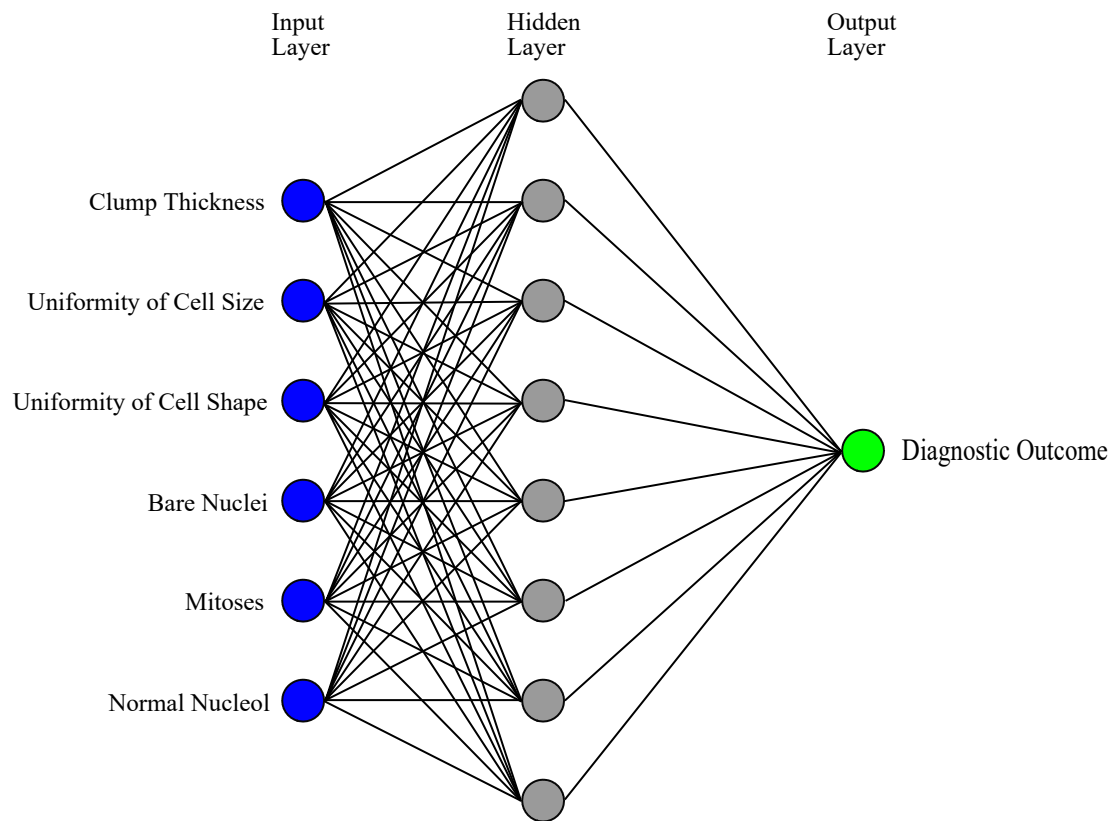 Input
Layer
Hidden
Layer
Output
Layer
Clump Thickness
Uniformity of Cell Size
Uniformity of Cell Shape
Bare Nuclei
Mitoses
Normal Nucleol
Diagnostic Outcome